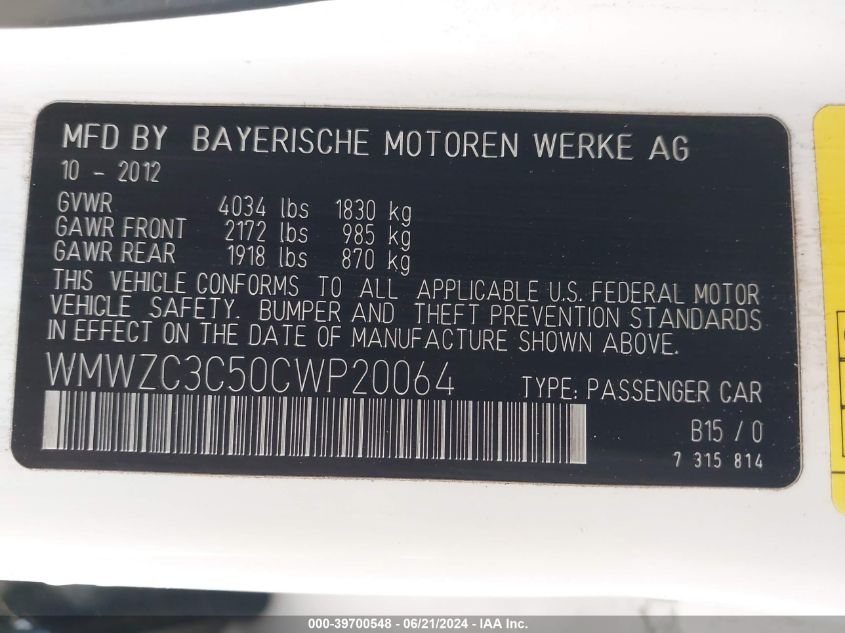 MFD BY BAYERISCHE MOTOREN WERKE AG
10 - 2012
GVWR 4034 lbs 1830 kg
GAWR FRONT 2172 lbs 985 kg
GAWR REAR 1918 lbs 870 kg
THIS VEHICLE CONFORMS TO ALL APPLICABLE U.S. FEDERAL MOTOR
VEHICLE SAFETY. BUMPER AND THEFT PREVENTION STANDARDS
IN EFFECT ON THE DATE OF MANUFACTURE SHOWN ABOVE.
WMWZC3C50CWP20064 TYPE: PASSENGER CAR
B15 / 0
7 315 814
000-39700548 - 06/21/2024 - IAA Inc.